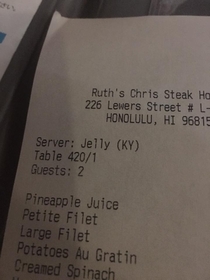 Ruth's Chris Steak Ho
226 Lewers Street # L-
HONOLULU, HI 96815
Server: Jelly (KY)
Table 420/1
Guests: 2
Pineapple Juice
Petite Filet
Large Filet
Potatoes Au Gratin
Creamed Spinach